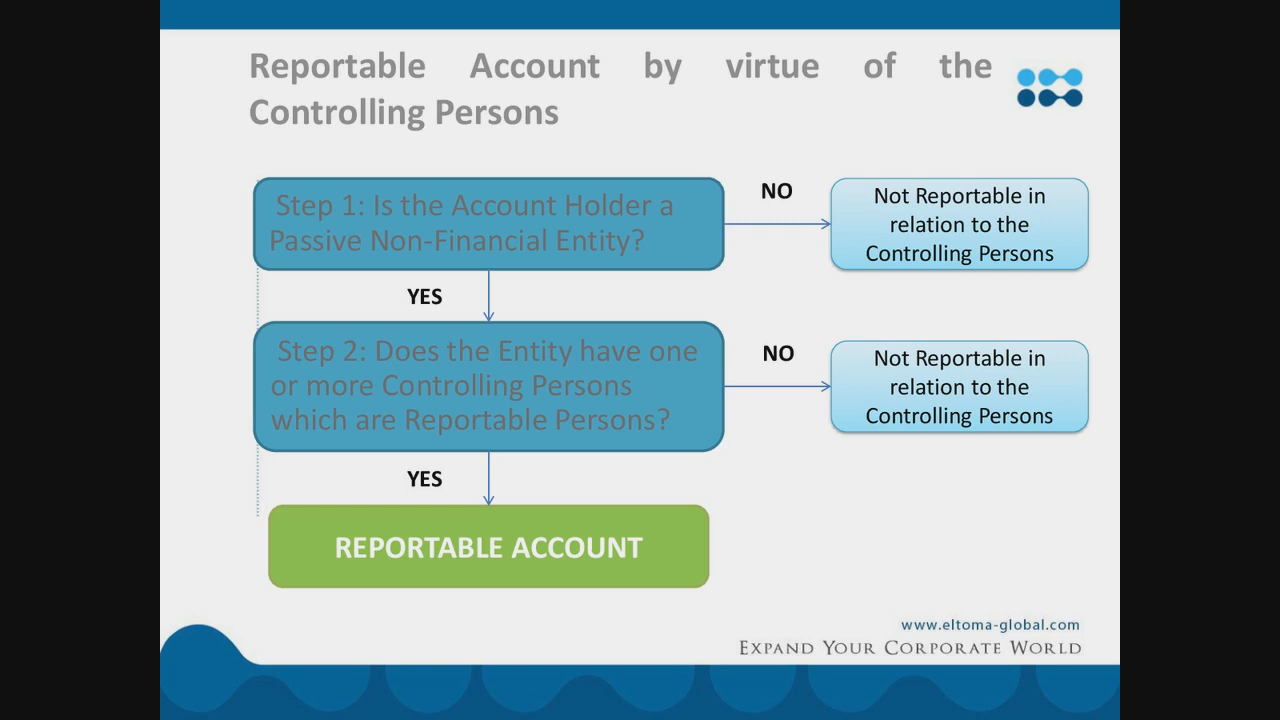 Reportable Account by virtue of the
Controlling Persons
Step 1: Is the Account Holder a
Passive Non-Financial Entity?
NO
Not Reportable in
relation to the
Controlling Persons
YES
Step 2: Does the Entity have one
or more Controlling Persons
which are Reportable Persons?
NO
Not Reportable in
relation to the
Controlling Persons
YES
REPORTABLE ACCOUNT
www.eltoma-global.com
Expand Your Corporate World